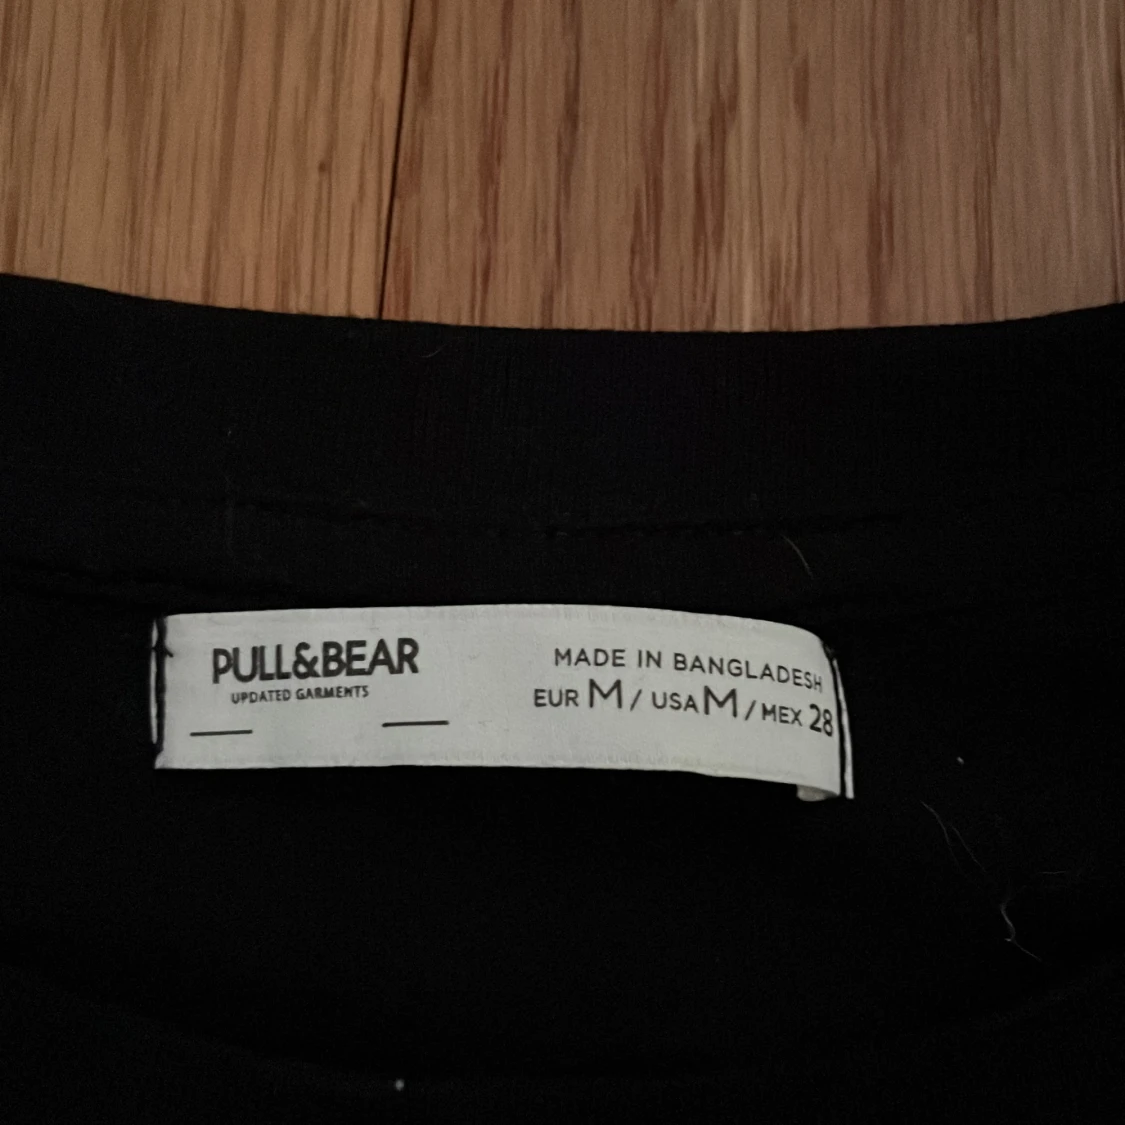 PULL&BEAR
UPDATED GARMENTS
MADE IN BANGLADESH
EUR M / USA M / MEX 28